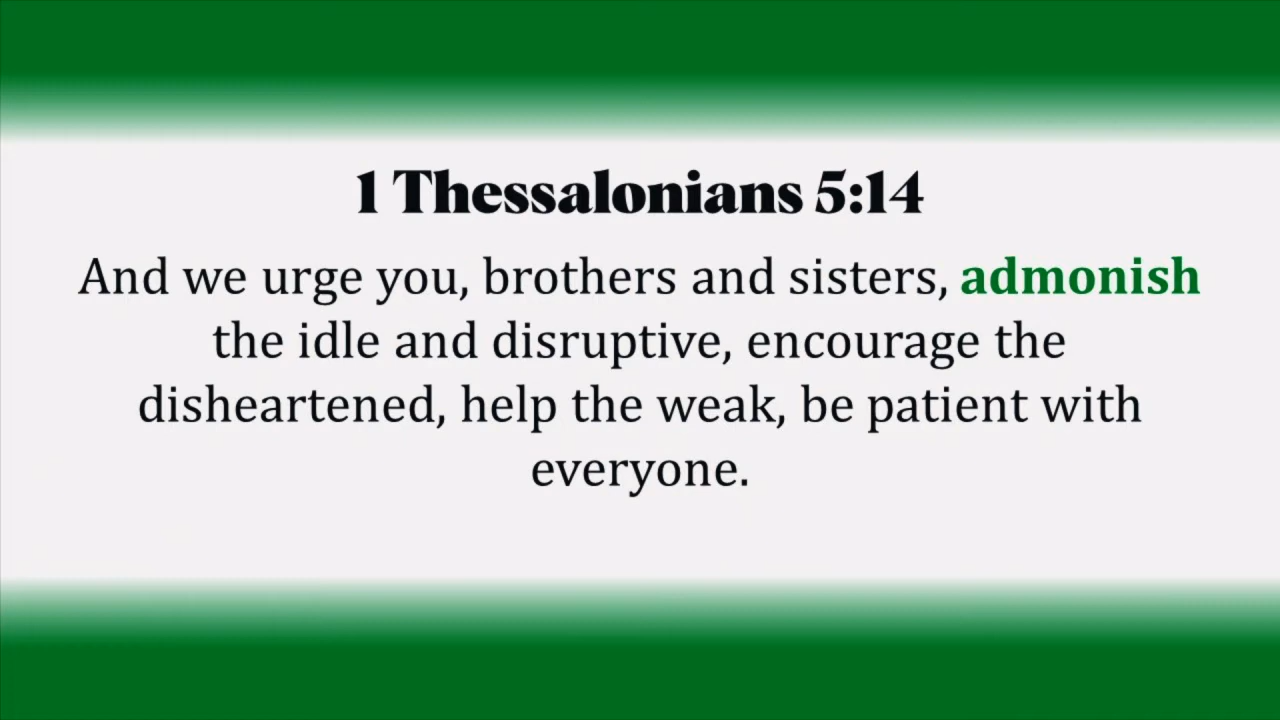 1 Thessalonians 5:14
And we urge you, brothers and sisters, admonish
the idle and disruptive, encourage the
disheartened, help the weak, be patient with
everyone.